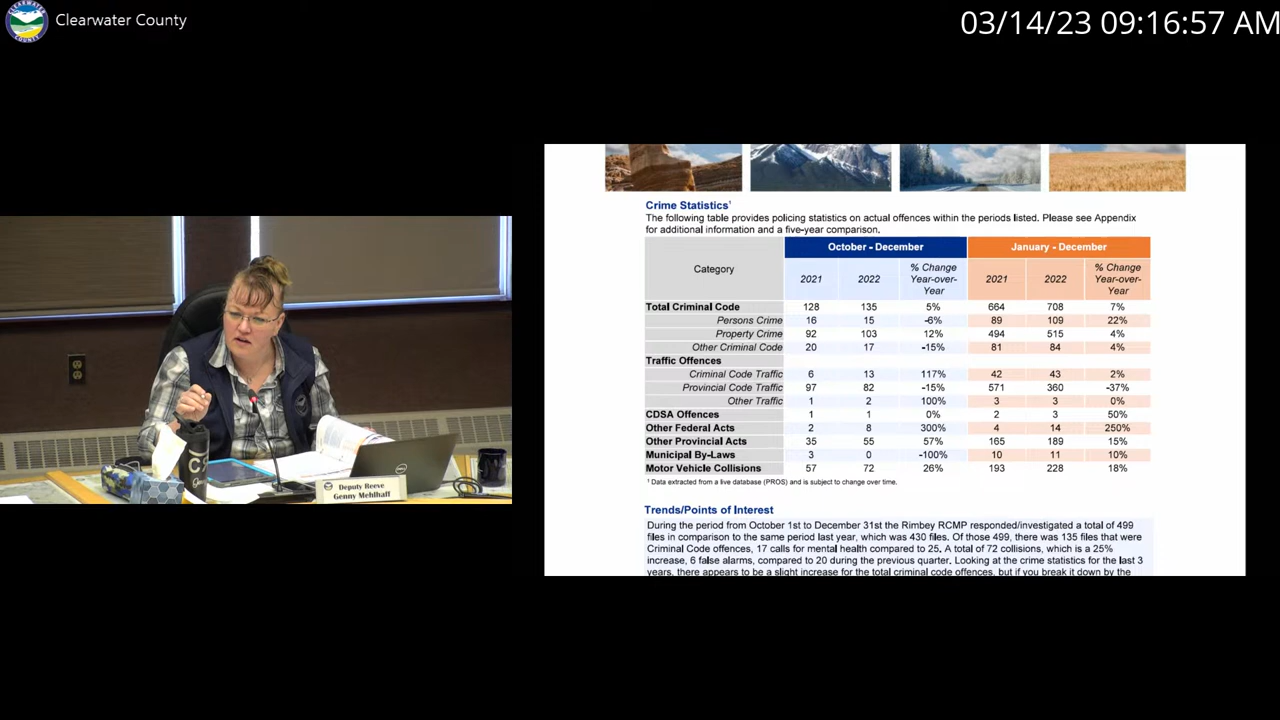 Clearwater County
03/14/23 09:16:57 AM
Deputy Reeve
Genny Mehlhaff
Crime Statistics¹
The following table provides policing statistics on actual offences within the periods listed. Please see Appendix
for additional information and a five-year comparison.
Category October - December January - December
2021 2022 % Change Year-over-Year 2021 2022 % Change Year-over-Year
Total Criminal Code 128 135 5% 664 708 7%
Persons Crime 16 15 -6% 89 109 22%
Property Crime 92 103 12% 494 515 4%
Other Criminal Code 20 17 -15% 81 84 4%
Traffic Offences
Criminal Code Traffic 6 13 117% 42 43 2%
Provincial Code Traffic 97 82 -15% 571 360 -37%
Other Traffic 1 2 100% 3 3 0%
CDSA Offences 1 1 0% 2 3 50%
Other Federal Acts 2 8 300% 4 14 250%
Other Provincial Acts 35 55 57% 165 189 15%
Municipal By-Laws 3 0 -100% 10 11 10%
Motor Vehicle Collisions 57 72 26% 193 228 18%
¹ Data extracted from a live database (PROS) and is subject to change over time.
Trends/Points of Interest
During the period from October 1st to December 31st the Rimbey RCMP responded/investigated a total of 499
files in comparison to the same period last year, which was 430 files. Of those 499, there was 135 files that were
Criminal Code offences, 17 calls for mental health compared to 25. A total of 72 collisions, which is a 25%
increase, 6 false alarms, compared to 20 during the previous quarter. Looking at the crime statistics for the last 3
years, there appears to be a slight increase for the total criminal code offences, but if you break it down by the